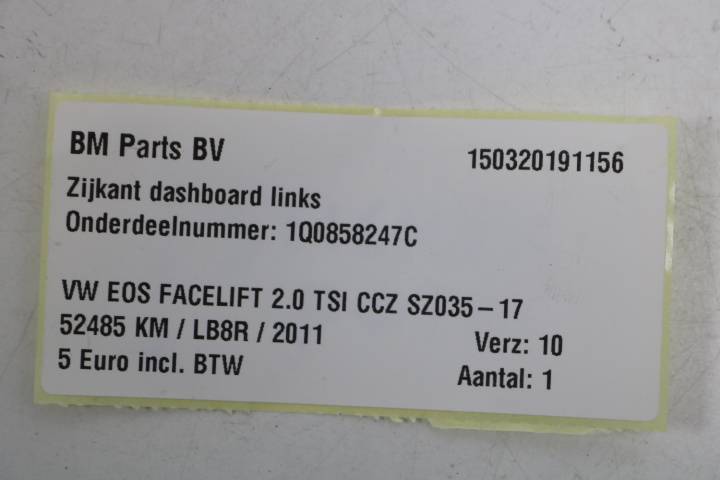 BM Parts BV 150320191156
Zijkant dashboard links
Onderdeelnummer: 1Q0858247C
VW EOS FACELIFT 2.0 TSI CCZ SZ035-17
52485 KM / LB8R / 2011 Verz: 10
5 Euro incl. BTW Aantal: 1